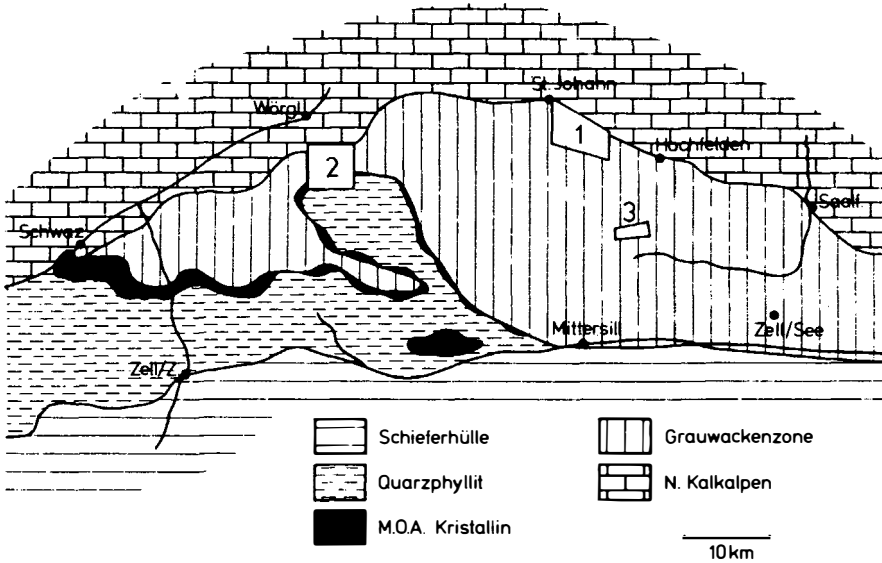 St. Johann
Wörgl
1
Hochfilden
2
Saalf
3
Schwaz
Mittersill
Zell/See
Zell/Z
Schieferhülle
Grauwackenzone
Quarzphyllit
N. Kalkalpen
M.O.A. Kristallin
10 km